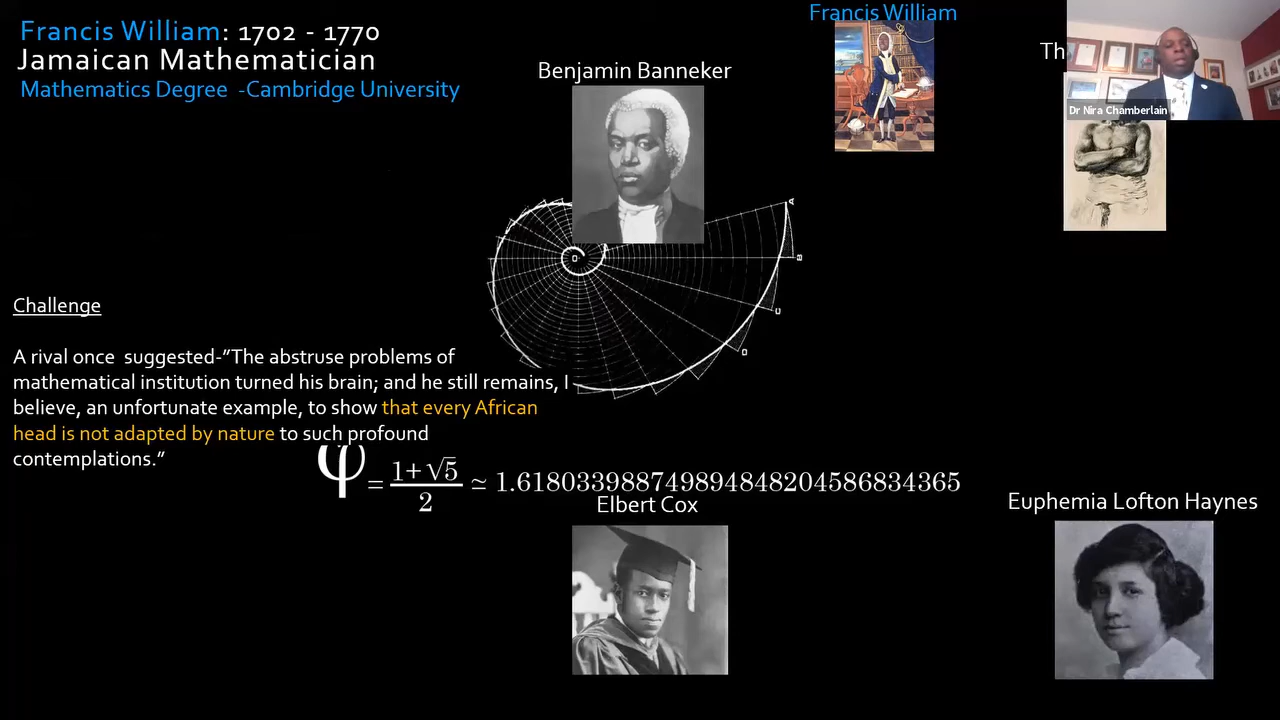 Francis William: 1702 - 1770
Jamaican Mathematician
Mathematics Degree -Cambridge University
Benjamin Banneker
Francis William
Th
Dr Nira Chamberlain
A
B
U
D
O
Challenge
A rival once suggested-”The abstruse problems of
mathematical institution turned his brain; and he still remains, I
believe, an unfortunate example, to show that every African
head is not adapted by nature to such profound
contemplations.”
φ = 1+√5 / 2 ≃ 1.618033988749894848204586834365
Elbert Cox
Euphemia Lofton Haynes